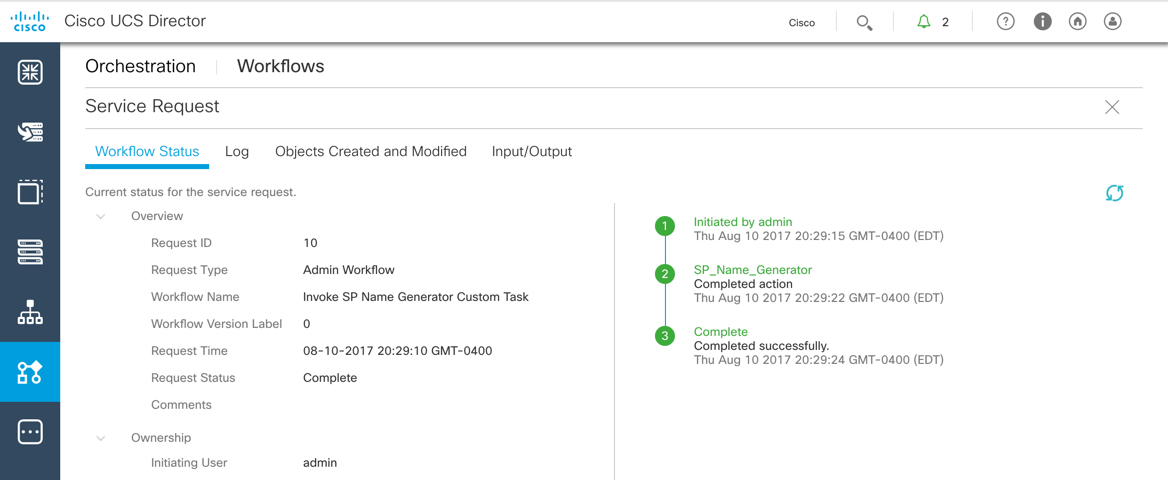 CISCO Cisco UCS Director
Cisco 2 ? i
Orchestration Workflows
Service Request
Workflow Status Log Objects Created and Modified Input/Output
Current status for the service request.
Overview
Request ID 10
Request Type Admin Workflow
Workflow Name Invoke SP Name Generator Custom Task
Workflow Version Label 0
Request Time 08-10-2017 20:29:10 GMT-0400
Request Status Complete
Comments
Ownership
Initiating User admin
1 Initiated by admin
Thu Aug 10 2017 20:29:15 GMT-0400 (EDT)
2 SP_Name_Generator
Completed action
Thu Aug 10 2017 20:29:22 GMT-0400 (EDT)
3 Complete
Completed successfully.
Thu Aug 10 2017 20:29:24 GMT-0400 (EDT)